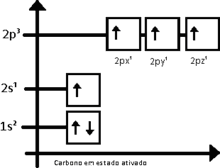 2p³
2px¹ 2py¹ 2pz¹
2s¹
1s²
Carbono em estado ativado